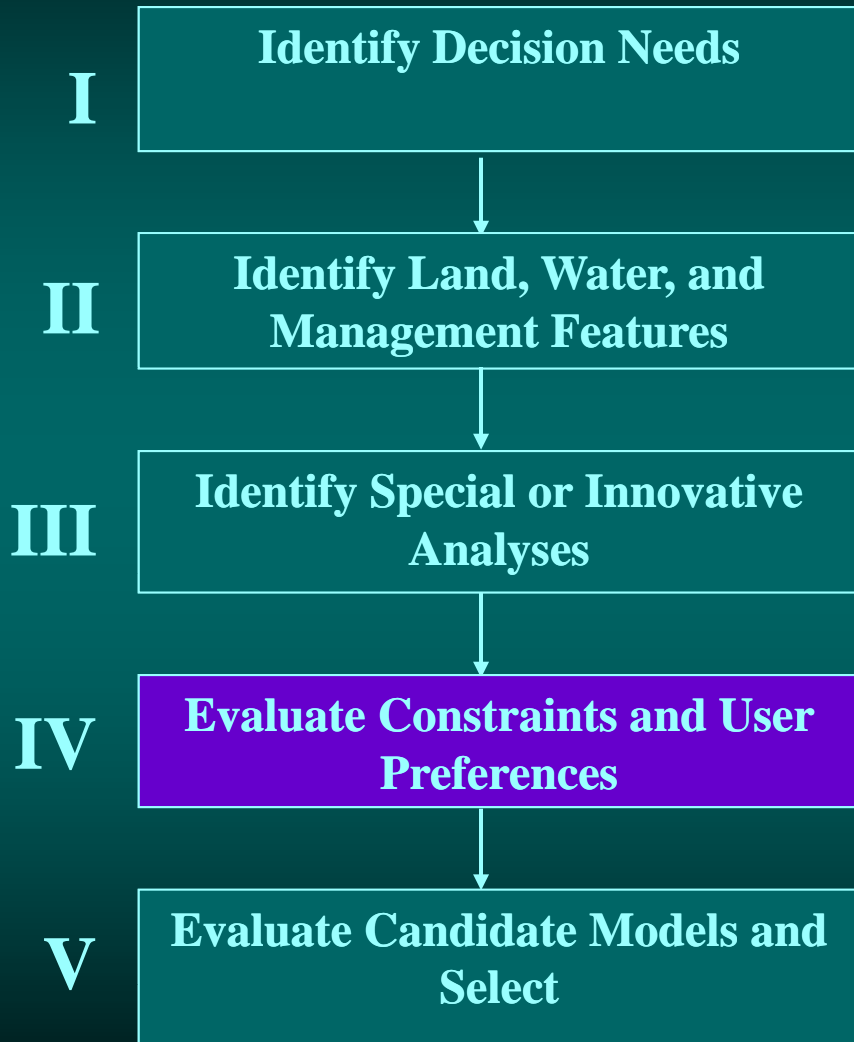 I
Identify Decision Needs
II
Identify Land, Water, and
Management Features
III
Identify Special or Innovative
Analyses
IV
Evaluate Constraints and User
Preferences
V
Evaluate Candidate Models and
Select